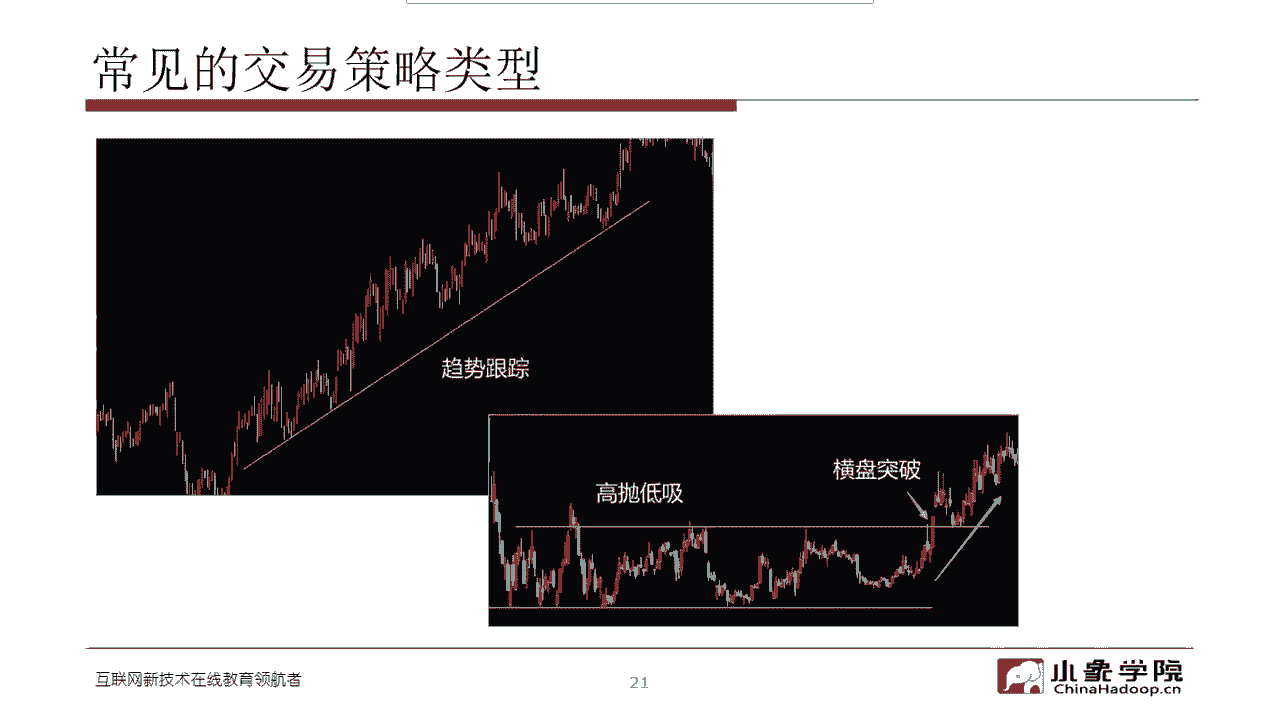 常见的交易策略类型
趋势跟踪
高抛低吸
横盘突破
互联网新技术在线教育领航者
21
小象学院
ChinaHadoop.cn